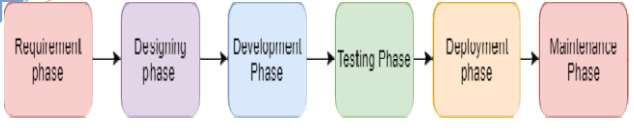 Requirement
phase
Designing
phase
Development
Phase
Testing Phase
Deployment
phase
Maintenance
Phase